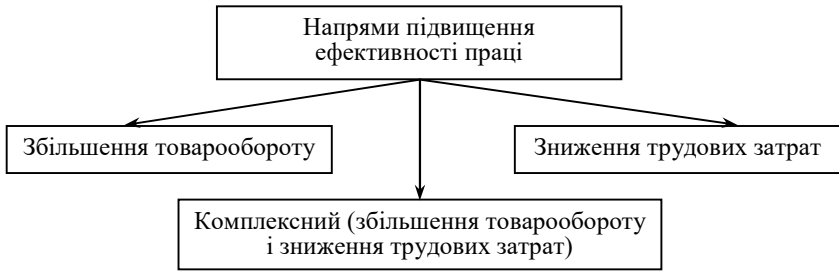 Напрями підвищення
ефективності праці
Збільшення товарообороту
Зниження трудових затрат
Комплексний (збільшення товарообороту
і зниження трудових затрат)